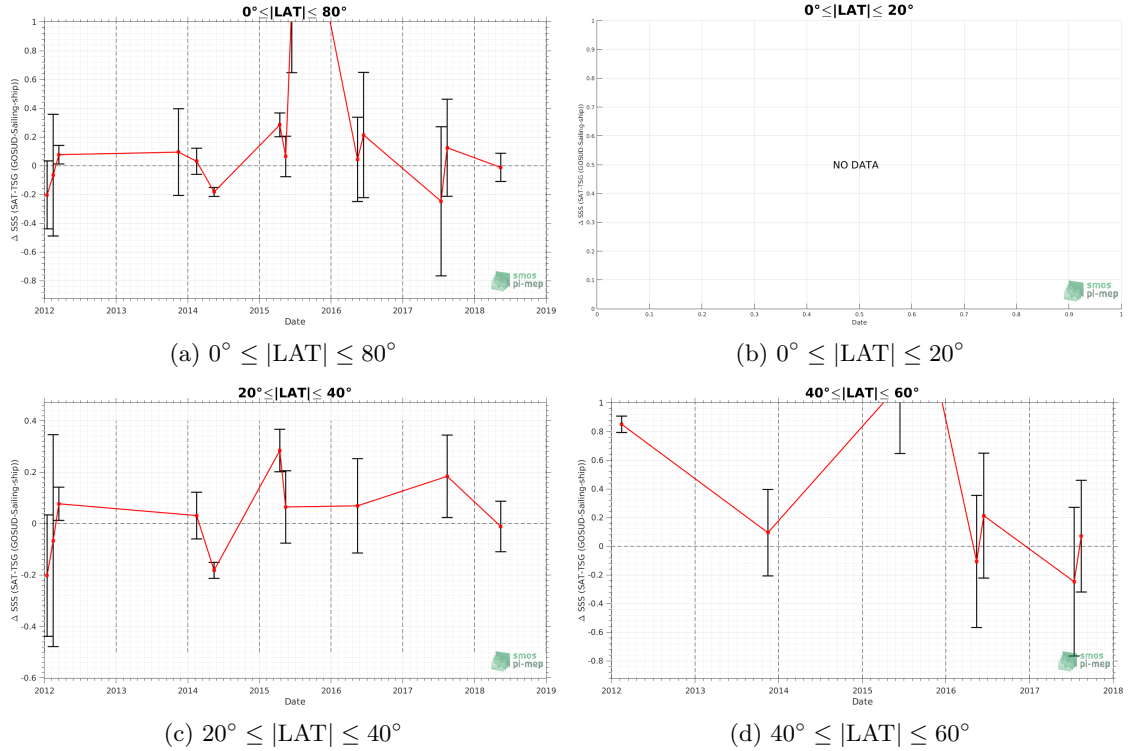 0°≤|LAT|≤ 80°
Δ SSS (SAT-TSG (GOSUD-Sailing-ship))
1
0.8
0.6
0.4
0.2
0
-0.2
-0.4
-0.6
-0.8
2012 2013 2014 2015 2016 2017 2018 2019
Date
smos
pi-mep
(a) 0° ≤ |LAT| ≤ 80°
0°≤|LAT|≤ 20°
Δ SSS (SAT-TSG (GOSUD-Sailing-ship))
1
0.9
0.8
0.7
0.6
0.5
0.4
0.3
0.2
0.1
0
NO DATA
0 0.1 0.2 0.3 0.4 0.5 0.6 0.7 0.8 0.9 1
Date
smos
pi-mep
(b) 0° ≤ |LAT| ≤ 20°
20°≤|LAT|≤ 40°
Δ SSS (SAT-TSG (GOSUD-Sailing-ship))
0.4
0.2
0
-0.2
-0.4
-0.6
2012 2013 2014 2015 2016 2017 2018 2019
Date
smos
pi-mep
(c) 20° ≤ |LAT| ≤ 40°
40°≤|LAT|≤ 60°
Δ SSS (SAT-TSG (GOSUD-Sailing-ship))
1
0.8
0.6
0.4
0.2
0
-0.2
-0.4
-0.6
-0.8
2012 2013 2014 2015 2016 2017 2018
Date
smos
pi-mep
(d) 40° ≤ |LAT| ≤ 60°